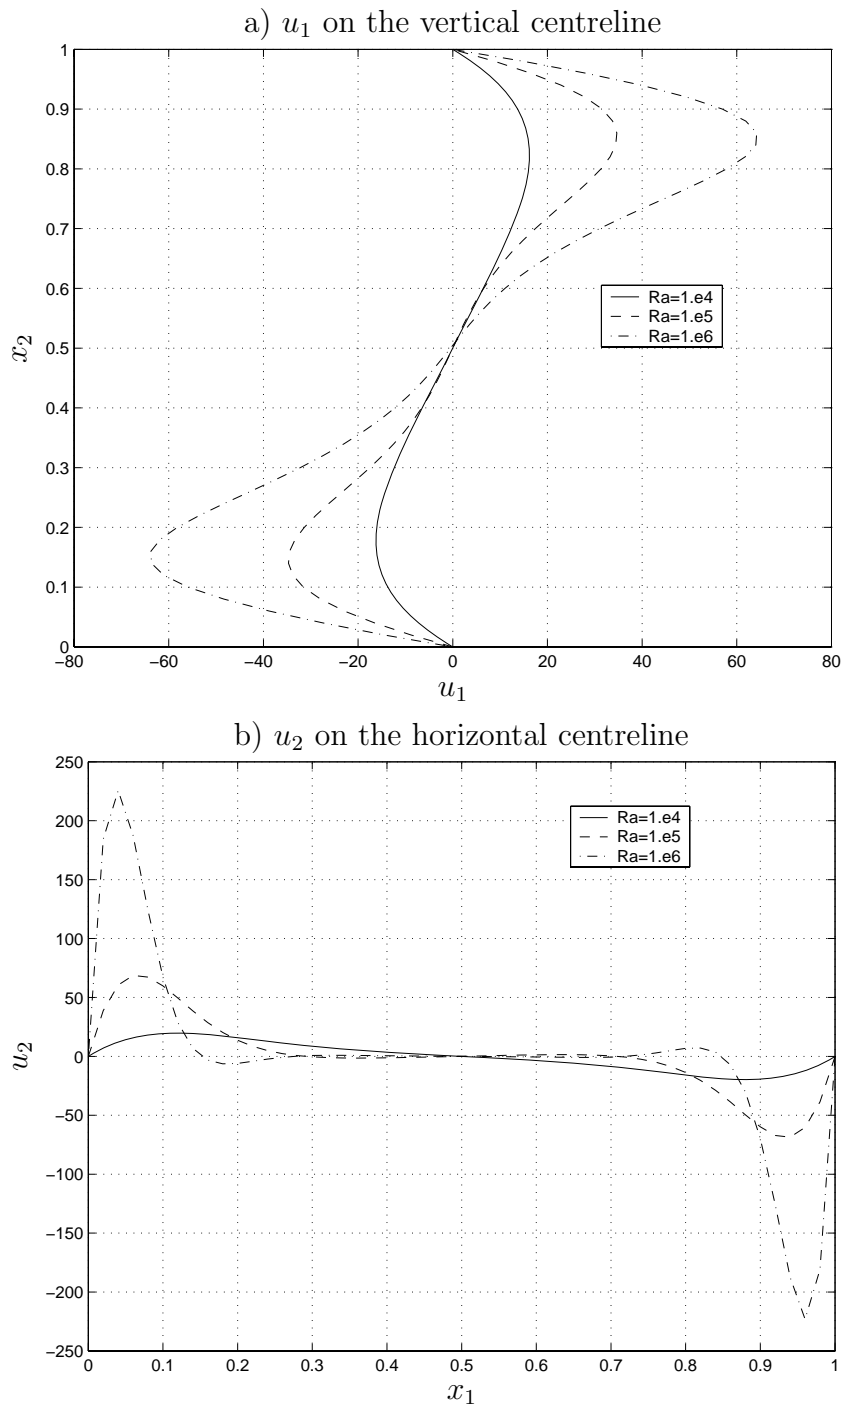 a) u₁ on the vertical centreline
1
0.9
0.8
0.7
0.6
0.5
0.4
0.3
0.2
0.1
0
x₂
Ra=1.e4
Ra=1.e5
Ra=1.e6
−80 −60 −40 −20 0 20 40 60 80
u₁
b) u₂ on the horizontal centreline
250
200
150
100
50
0
−50
−100
−150
−200
−250
u₂
Ra=1.e4
Ra=1.e5
Ra=1.e6
0 0.1 0.2 0.3 0.4 0.5 0.6 0.7 0.8 0.9 1
x₁